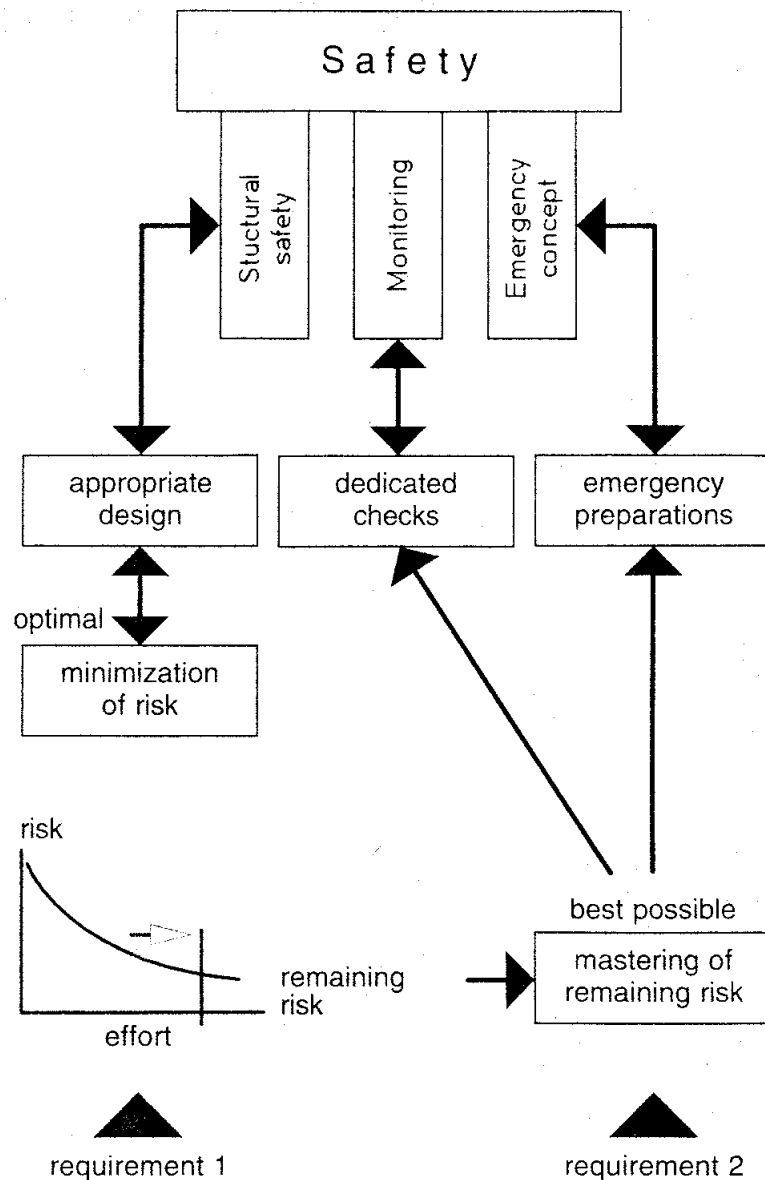 Safety
Stuctural
safety
Monitoring
Emergency
concept
appropriate
design
dedicated
checks
emergency
preparations
optimal
minimization
of risk
risk
effort
remaining
risk
best possible
mastering of
remaining risk
requirement 1
requirement 2